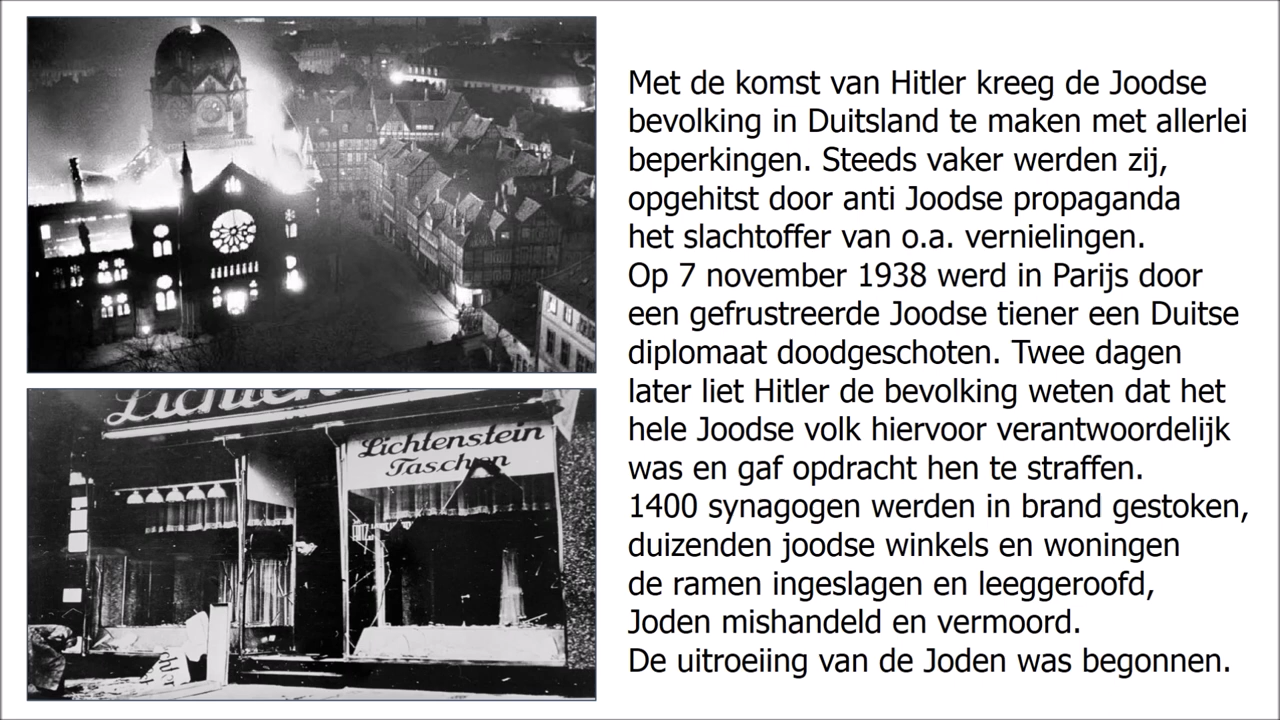 Lichtenstein
Taschen
Met de komst van Hitler kreeg de Joodse
bevolking in Duitsland te maken met allerlei
beperkingen. Steeds vaker werden zij,
opgehitst door anti Joodse propaganda
het slachtoffer van o.a. vernielingen.
Op 7 november 1938 werd in Parijs door
een gefrustreerde Joodse tiener een Duitse
diplomaat doodgeschoten. Twee dagen
later liet Hitler de bevolking weten dat het
hele Joodse volk hiervoor verantwoordelijk
was en gaf opdracht hen te straffen.
1400 synagogen werden in brand gestoken,
duizenden joodse winkels en woningen
de ramen ingeslagen en leeggeroofd,
Joden mishandeld en vermoord.
De uitroeiing van de Joden was begonnen.